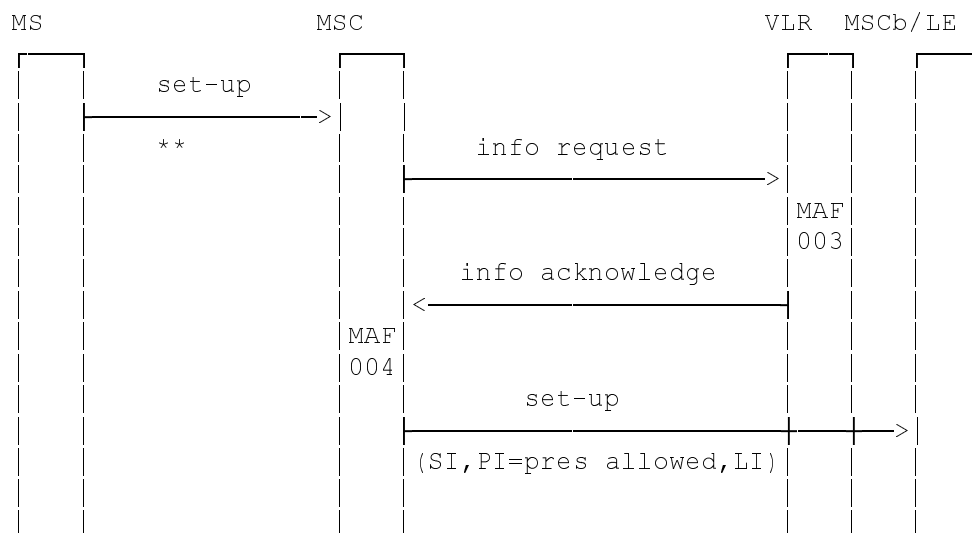 MS MSC VLR MSCb/LE
set-up
** info request
MAF
003
info acknowledge
MAF
004
set-up
(SI,PI=pres allowed,LI)